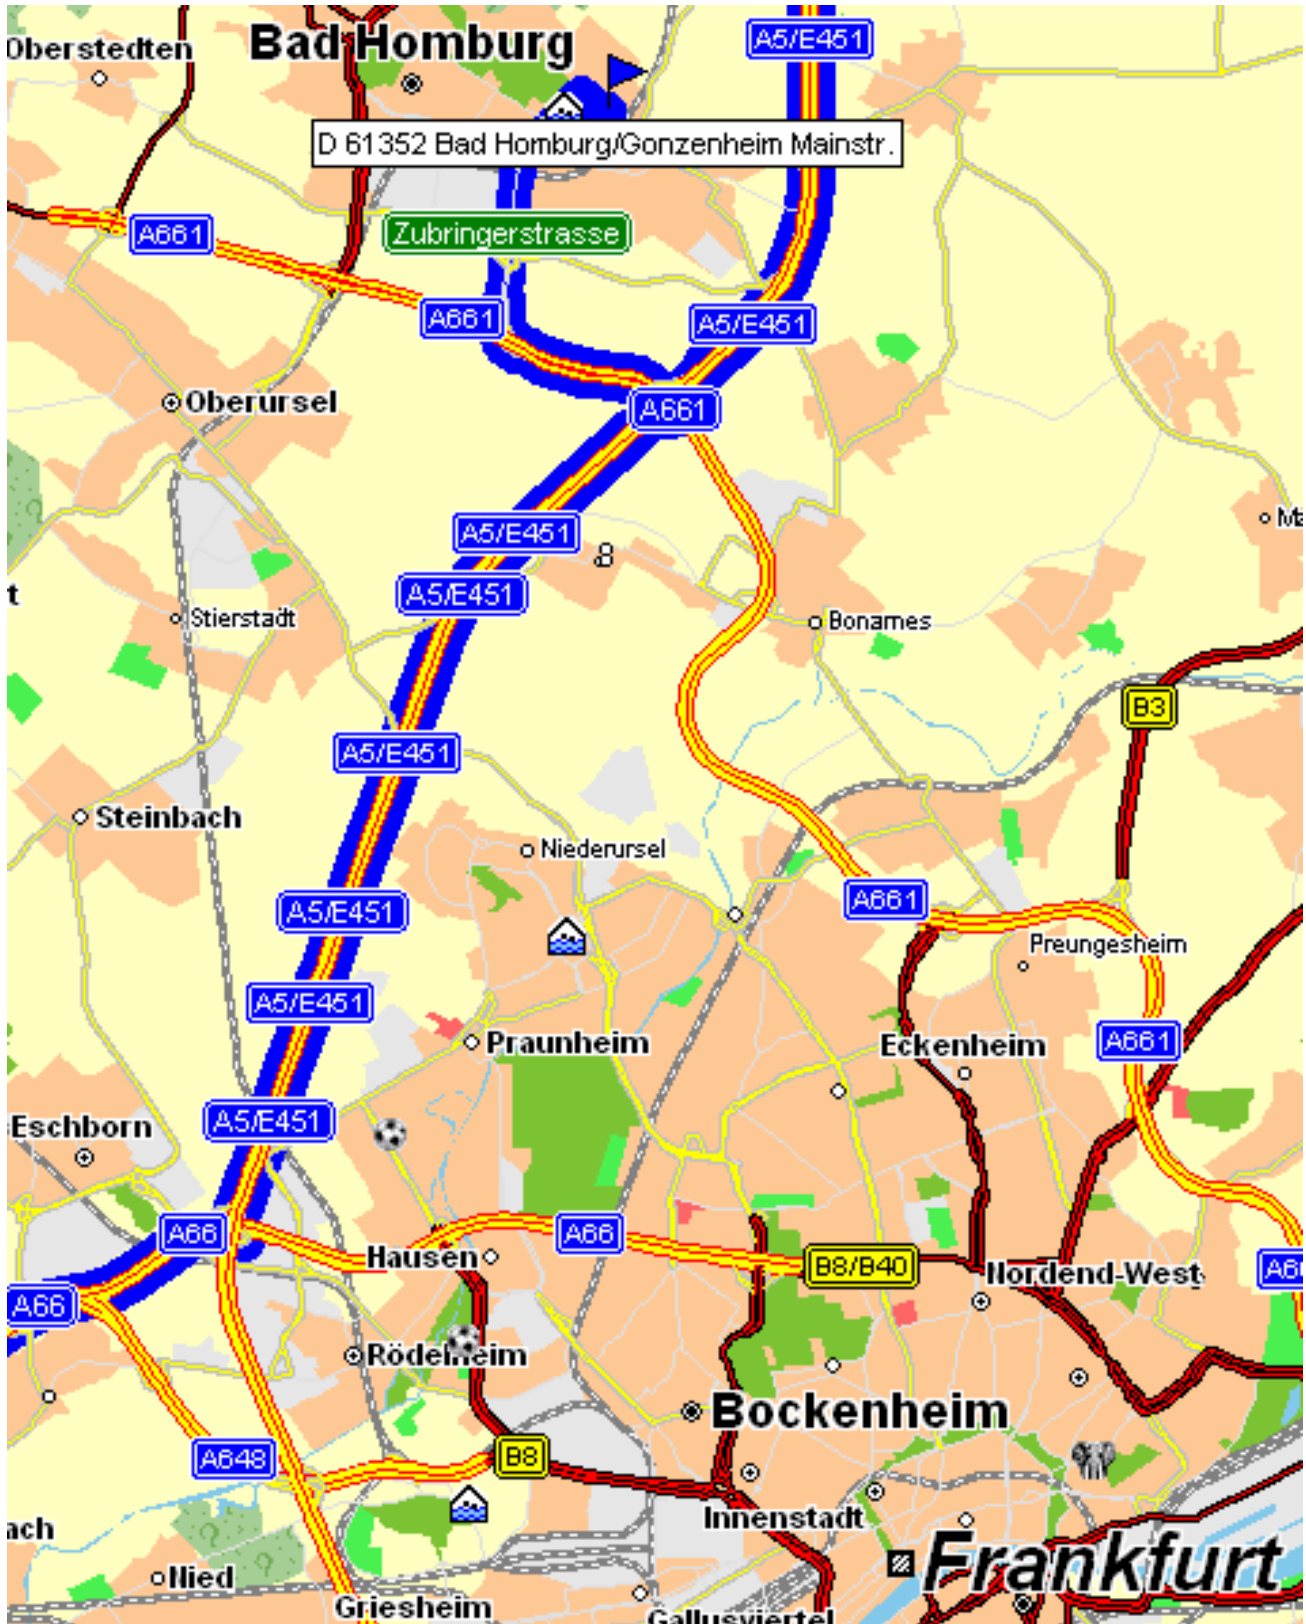 Oberstedten
Bad Homburg
A5/E451
D 61352 Bad Homburg/Gonzenheim Mainstr.
A661
Zubringerstrasse
A661
A5/E451
Oberursel
A661
A5/E451
A5/E451
t
Stierstadt
Bonames
B3
A5/E451
Steinbach
Niederursel
A661
A5/E451
Preungesheim
A5/E451
Praunheim
Eckenheim
A661
A5/E451
Eschborn
A66
A66
Hausen
B8/B40
Nordend-West
A66
Rödelheim
Bockenheim
A648
B8
Innenstadt
ach
Frankfurt
Nied
Griesheim
Gallusviertel